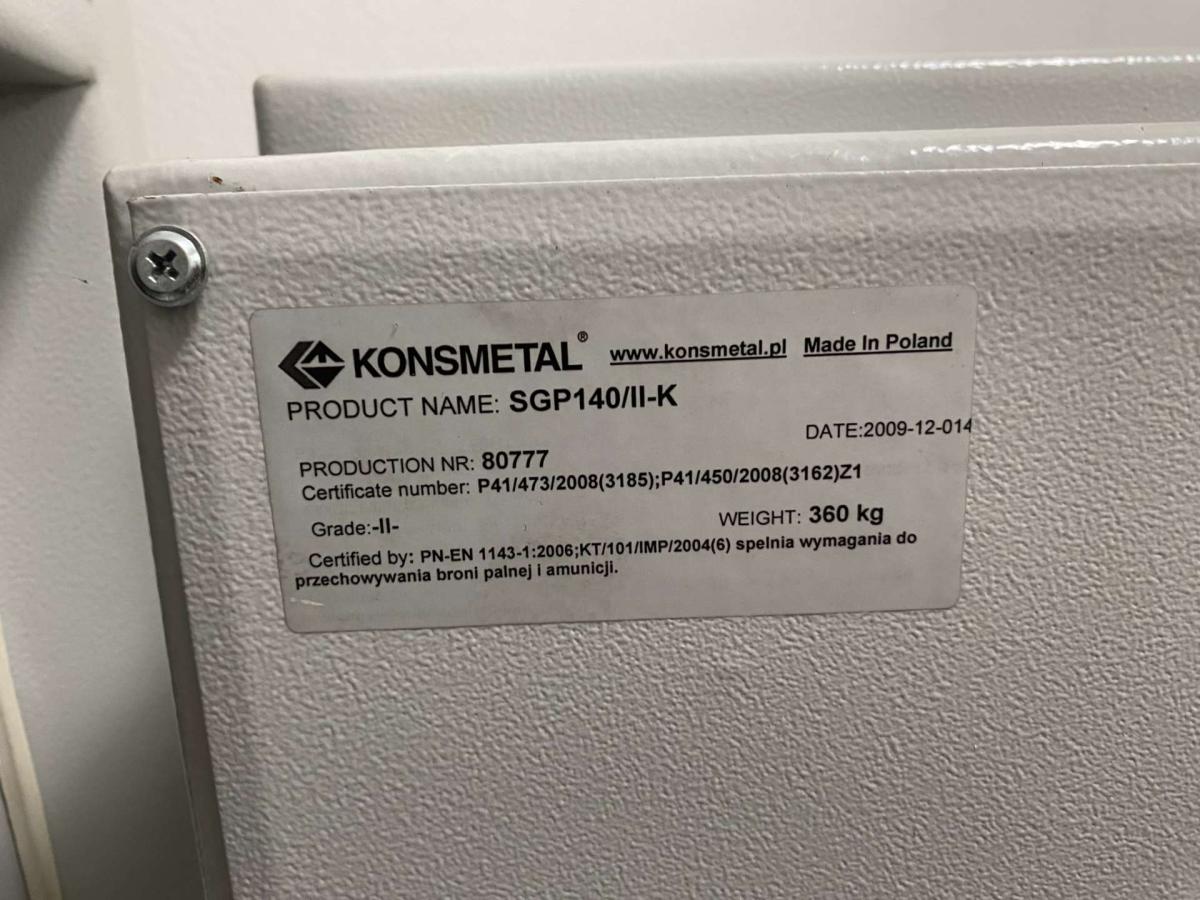 KONSMETAL® www.konsmetal.pl Made In Poland
PRODUCT NAME: SGP140/II-K
DATE:2009-12-014
PRODUCTION NR: 80777
Certificate number: P41/473/2008(3185);P41/450/2008(3162)Z1
Grade:-II- WEIGHT: 360 kg
Certified by: PN-EN 1143-1:2006;KT/101/IMP/2004(6) spelnia wymagania do
przechowywania broni palnej i amunicji.